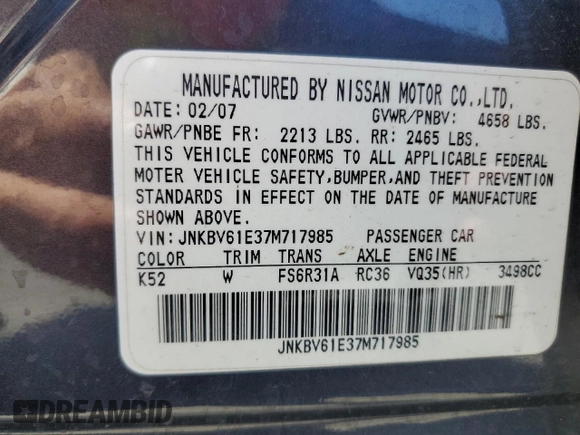 MANUFACTURED BY NISSAN MOTOR CO.,LTD.
DATE: 02/07 GVWR/PNBV: 4658 LBS.
GAWR/PNBE FR: 2213 LBS. RR: 2465 LBS.
THIS VEHICLE CONFORMS TO ALL APPLICABLE FEDERAL
MOTOR VEHICLE SAFETY,BUMPER,AND THEFT PREVENTION
STANDARDS IN EFFECT ON THE DATE OF MANUFACTURE
SHOWN ABOVE.
VIN: JNKBV61E37M717985 PASSENGER CAR
COLOR TRIM TRANS AXLE ENGINE
K52 W FS6R31A RC36 VQ35(HR) 3498CC
JNKBV61E37M717985
DREAMBID